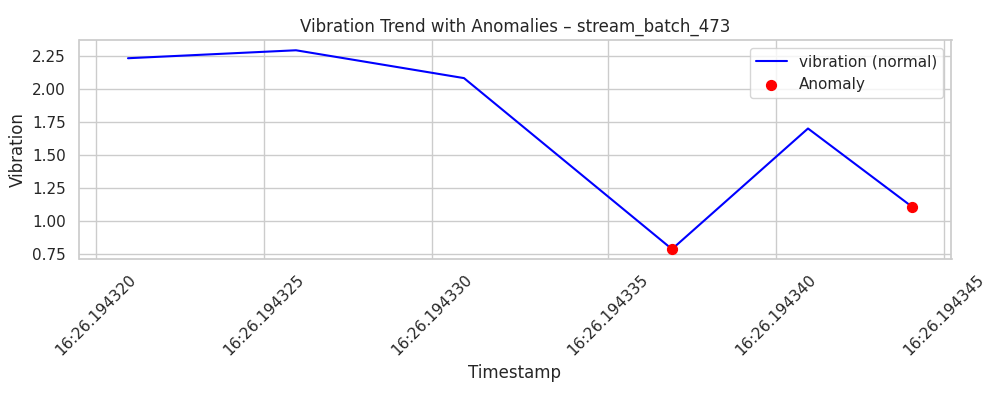 Vibration Trend with Anomalies – stream_batch_473
vibration (normal)
Anomaly
Vibration
2.25
2.00
1.75
1.50
1.25
1.00
0.75
16:26.194320
16:26.194325
16:26.194330
16:26.194335
16:26.194340
16:26.194345
Timestamp